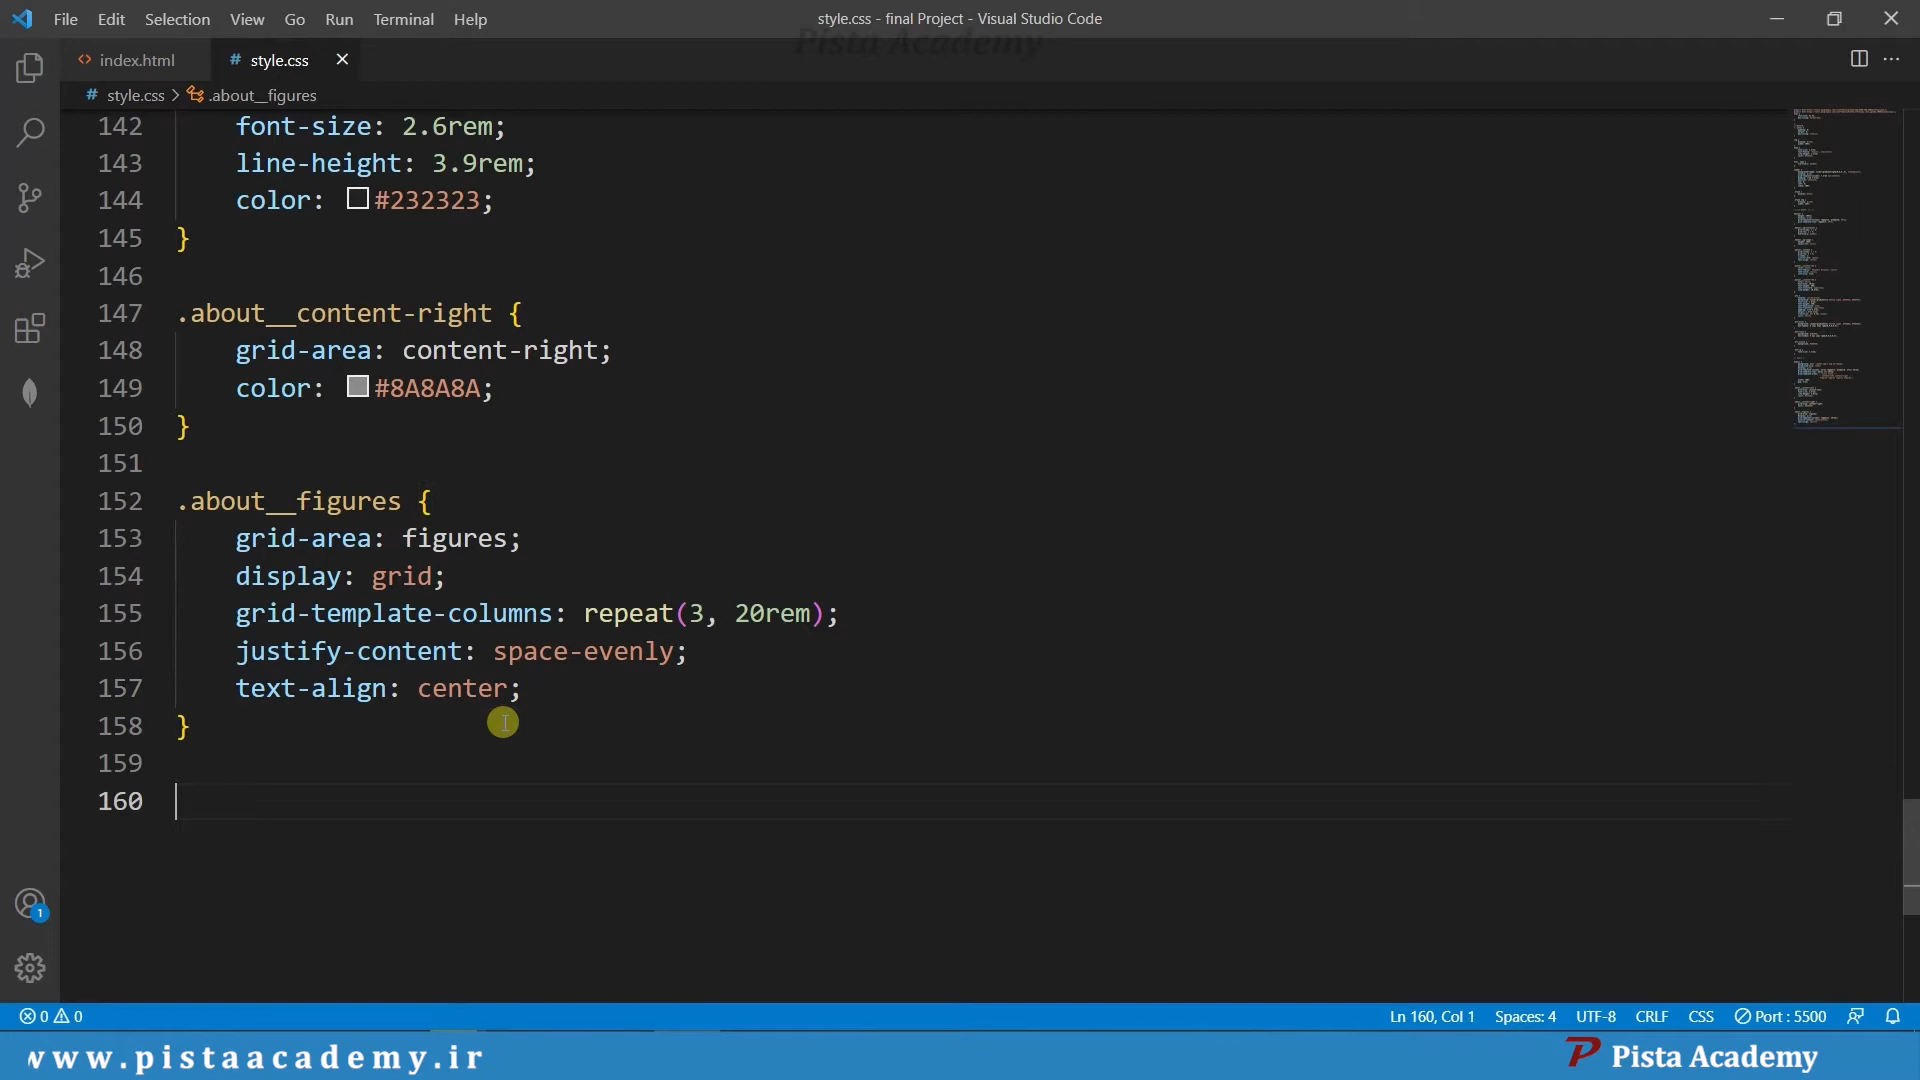 File Edit Selection View Go Run Terminal Help
style.css - final Project - Visual Studio Code
Pista Academy
<> index.html
# style.css
# style.css > .about__figures
142 font-size: 2.6rem;
143 line-height: 3.9rem;
144 color: #232323;
145 }
146
147 .about__content-right {
148 grid-area: content-right;
149 color: #8A8A8A;
150 }
151
152 .about__figures {
153 grid-area: figures;
154 display: grid;
155 grid-template-columns: repeat(3, 20rem);
156 justify-content: space-evenly;
157 text-align: center;
158 }
159
160
1
0 0
Ln 160, Col 1 Spaces: 4 UTF-8 CRLF CSS Port : 5500
www.pistaacademy.ir
Pista Academy